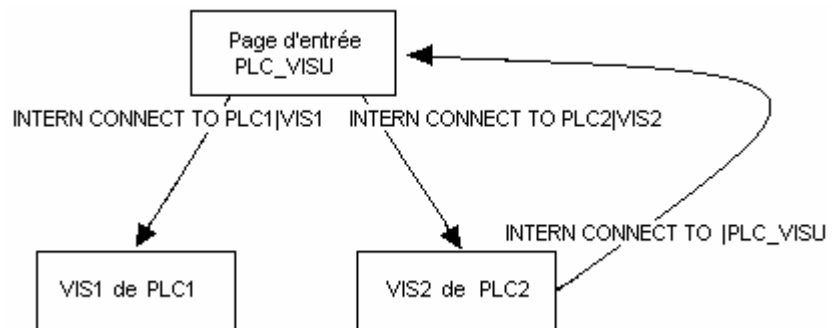 Page d'entrée
PLC_VISU
INTERN CONNECT TO PLC1|VIS1
INTERN CONNECT TO PLC2|VIS2
INTERN CONNECT TO |PLC_VISU
VIS1 de PLC1
VIS2 de PLC2